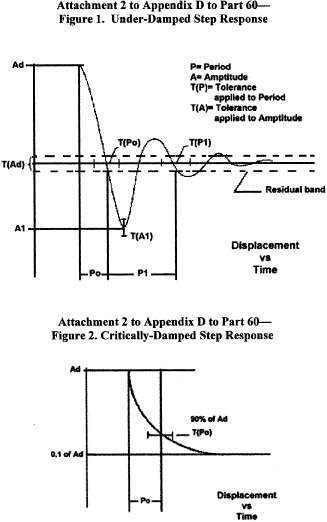 Attachment 2 to Appendix D to Part 60—
Figure 1. Under-Damped Step Response
Ad
P= Period
A= Amplitude
T(P)= Tolerance
applied to Period
T(A)= Tolerance
applied to Amplitude
T(Po)
T(P1)
T(Ad)
Residual band
A1
T(A1)
Displacement
vs
Time
Po
P1
Attachment 2 to Appendix D to Part 60—
Figure 2. Critically-Damped Step Response
Ad
90% of Ad
T(Po)
0.1 of Ad
Po
Displacement
vs
Time